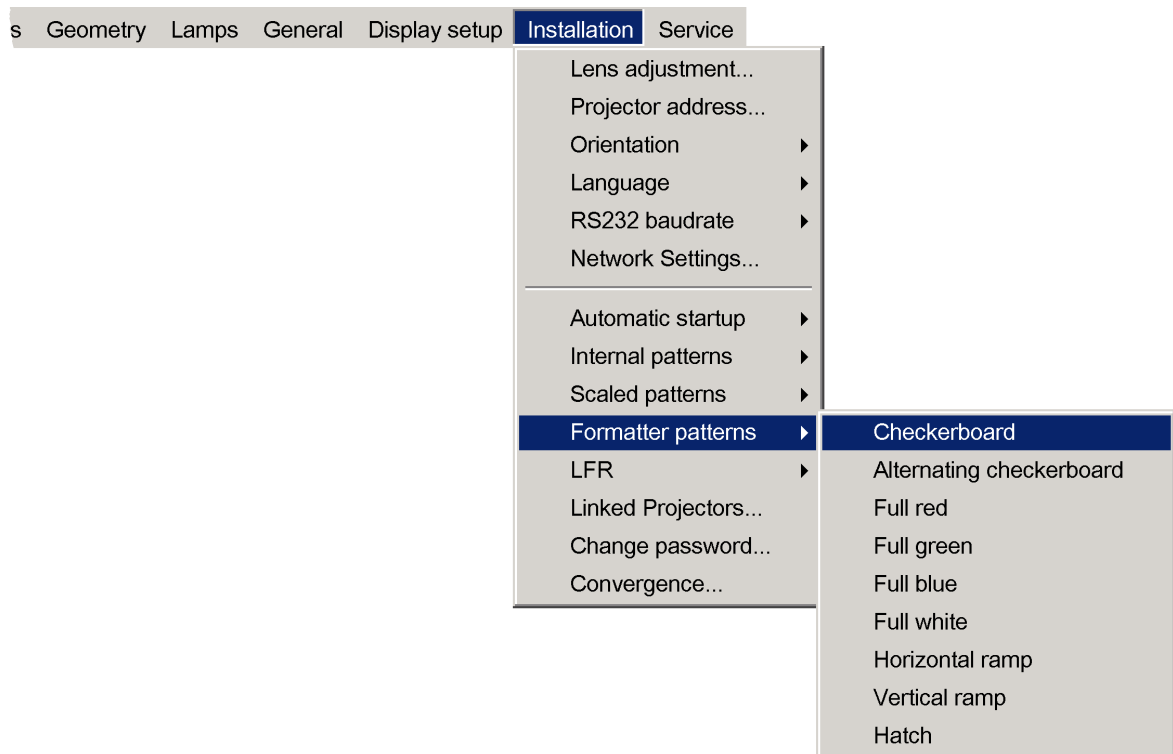 s Geometry Lamps General Display setup Installation Service
Lens adjustment...
Projector address...
Orientation
Language
RS232 baudrate
Network Settings...
Automatic startup
Internal patterns
Scaled patterns
Formatter patterns
LFR
Linked Projectors...
Change password...
Convergence...
Checkerboard
Alternating checkerboard
Full red
Full green
Full blue
Full white
Horizontal ramp
Vertical ramp
Hatch